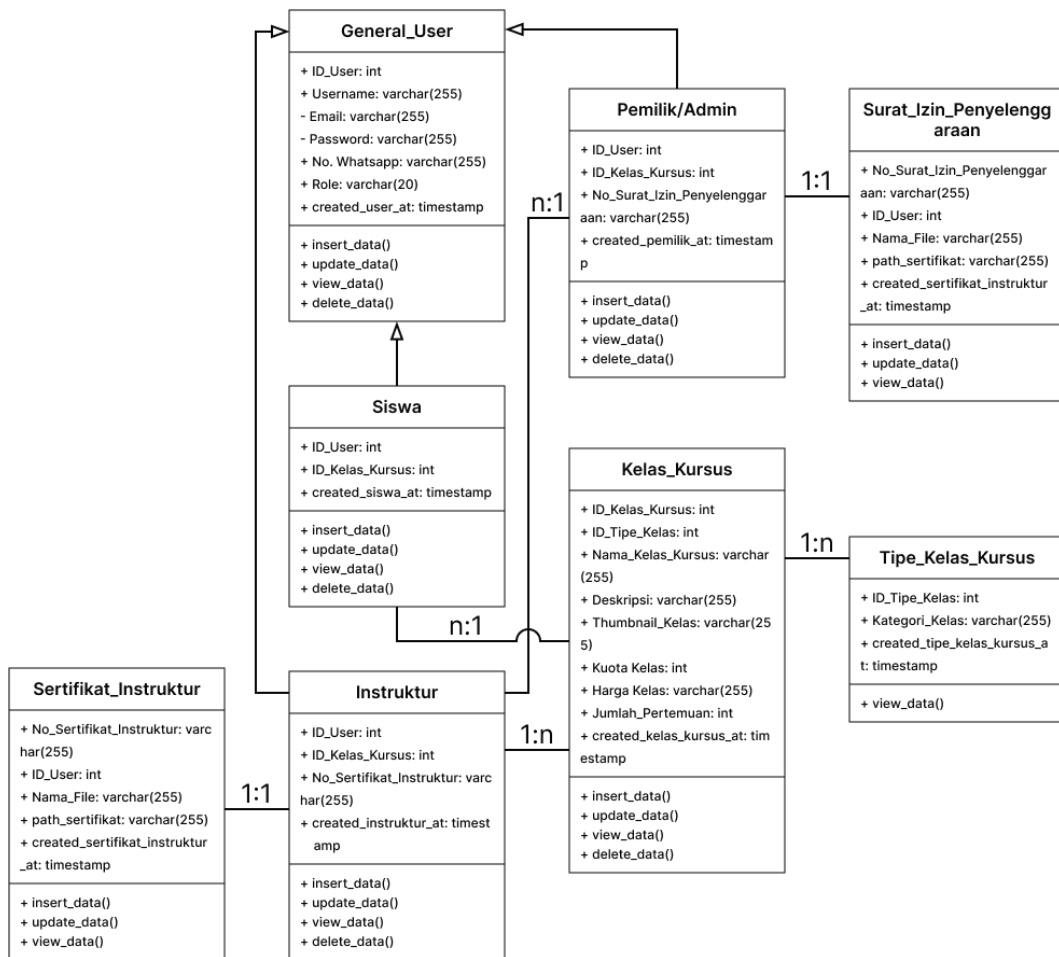 General_User
+ ID_User: int
+ Username: varchar(255)
- Email: varchar(255)
- Password: varchar(255)
+ No. Whatsapp: varchar(255)
+ Role: varchar(20)
+ created_user_at: timestamp
+ insert_data()
+ update_data()
+ view_data()
+ delete_data()
Pemilik/Admin
+ ID_User: int
+ ID_Kelas_Kursus: int
+ No_Surat_Izin_Penyelenggar
aan: varchar(255)
+ created_pemilik_at: timestam
p
+ insert_data()
+ update_data()
+ view_data()
+ delete_data()
1:1
Surat_Izin_Penyelengg
araan
+ No_Surat_Izin_Penyelenggar
aan: varchar(255)
+ ID_User: int
+ Nama_File: varchar(255)
+ path_sertifikat: varchar(255)
+ created_sertifikat_instruktur
_at: timestamp
+ insert_data()
+ update_data()
+ view_data()
n:1
Siswa
+ ID_User: int
+ ID_Kelas_Kursus: int
+ created_siswa_at: timestamp
+ insert_data()
+ update_data()
+ view_data()
+ delete_data()
n:1
Kelas_Kursus
+ ID_Kelas_Kursus: int
+ ID_Tipe_Kelas: int
+ Nama_Kelas_Kursus: varchar
(255)
+ Deskripsi: varchar(255)
+ Thumbnail_Kelas: varchar(25
5)
+ Kuota Kelas: int
+ Harga Kelas: varchar(255)
+ Jumlah_Pertemuan: int
+ created_kelas_kursus_at: tim
estamp
+ insert_data()
+ update_data()
+ view_data()
+ delete_data()
1:n
Tipe_Kelas_Kursus
+ ID_Tipe_Kelas: int
+ Kategori_Kelas: varchar(255)
+ created_tipe_kelas_kursus_a
t: timestamp
+ view_data()
Sertifikat_Instruktur
+ No_Sertifikat_Instruktur: varc
har(255)
+ ID_User: int
+ Nama_File: varchar(255)
+ path_sertifikat: varchar(255)
+ created_sertifikat_instruktur
_at: timestamp
+ insert_data()
+ update_data()
+ view_data()
1:1
Instruktur
+ ID_User: int
+ ID_Kelas_Kursus: int
+ No_Sertifikat_Instruktur: varc
har(255)
+ created_instruktur_at: timest
amp
+ insert_data()
+ update_data()
+ view_data()
+ delete_data()
1:n